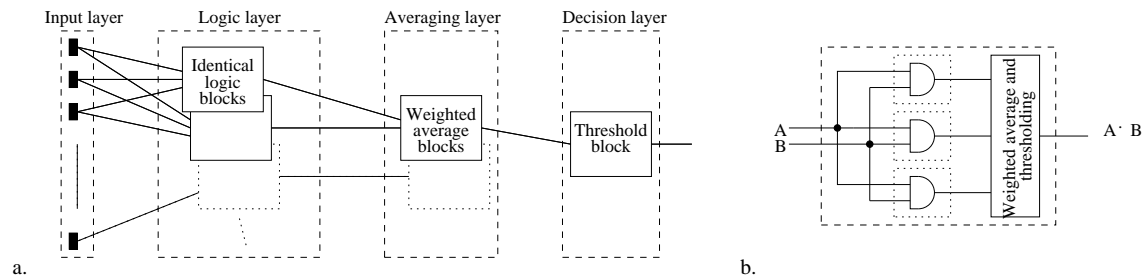 Input layer
Logic layer
Averaging layer
Decision layer
Identical
logic
blocks
Weighted
average
blocks
Threshold
block
a.
A
B
Weighted average and
thresholding
A· B
b.